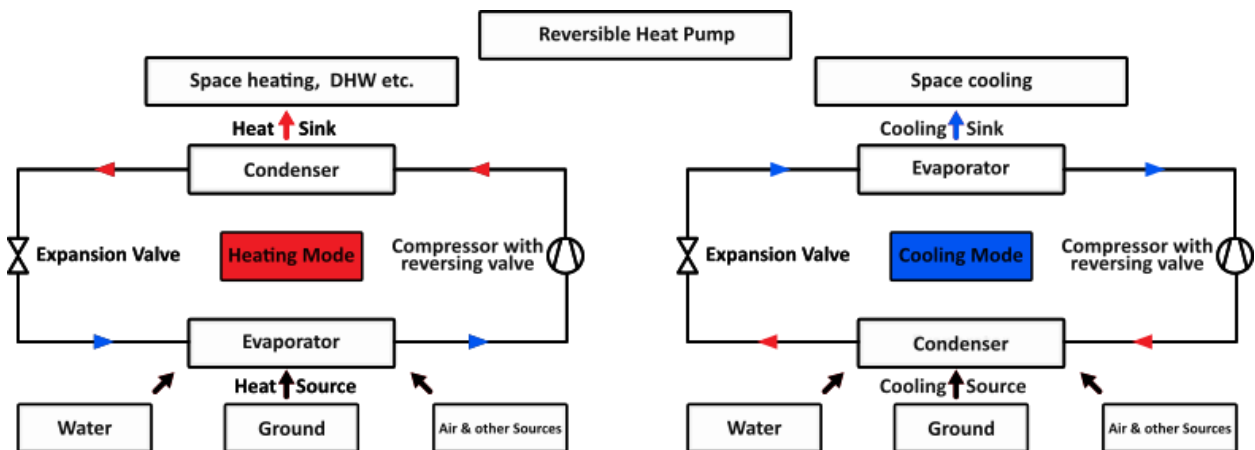 Reversible Heat Pump
Space heating, DHW etc.
Heat Sink
Condenser
Expansion Valve
Heating Mode
Compressor with
reversing valve
Evaporator
Heat Source
Water
Ground
Air & other Sources
Space cooling
Cooling Sink
Evaporator
Expansion Valve
Cooling Mode
Compressor with
reversing valve
Condenser
Cooling Source
Water
Ground
Air & other Sources